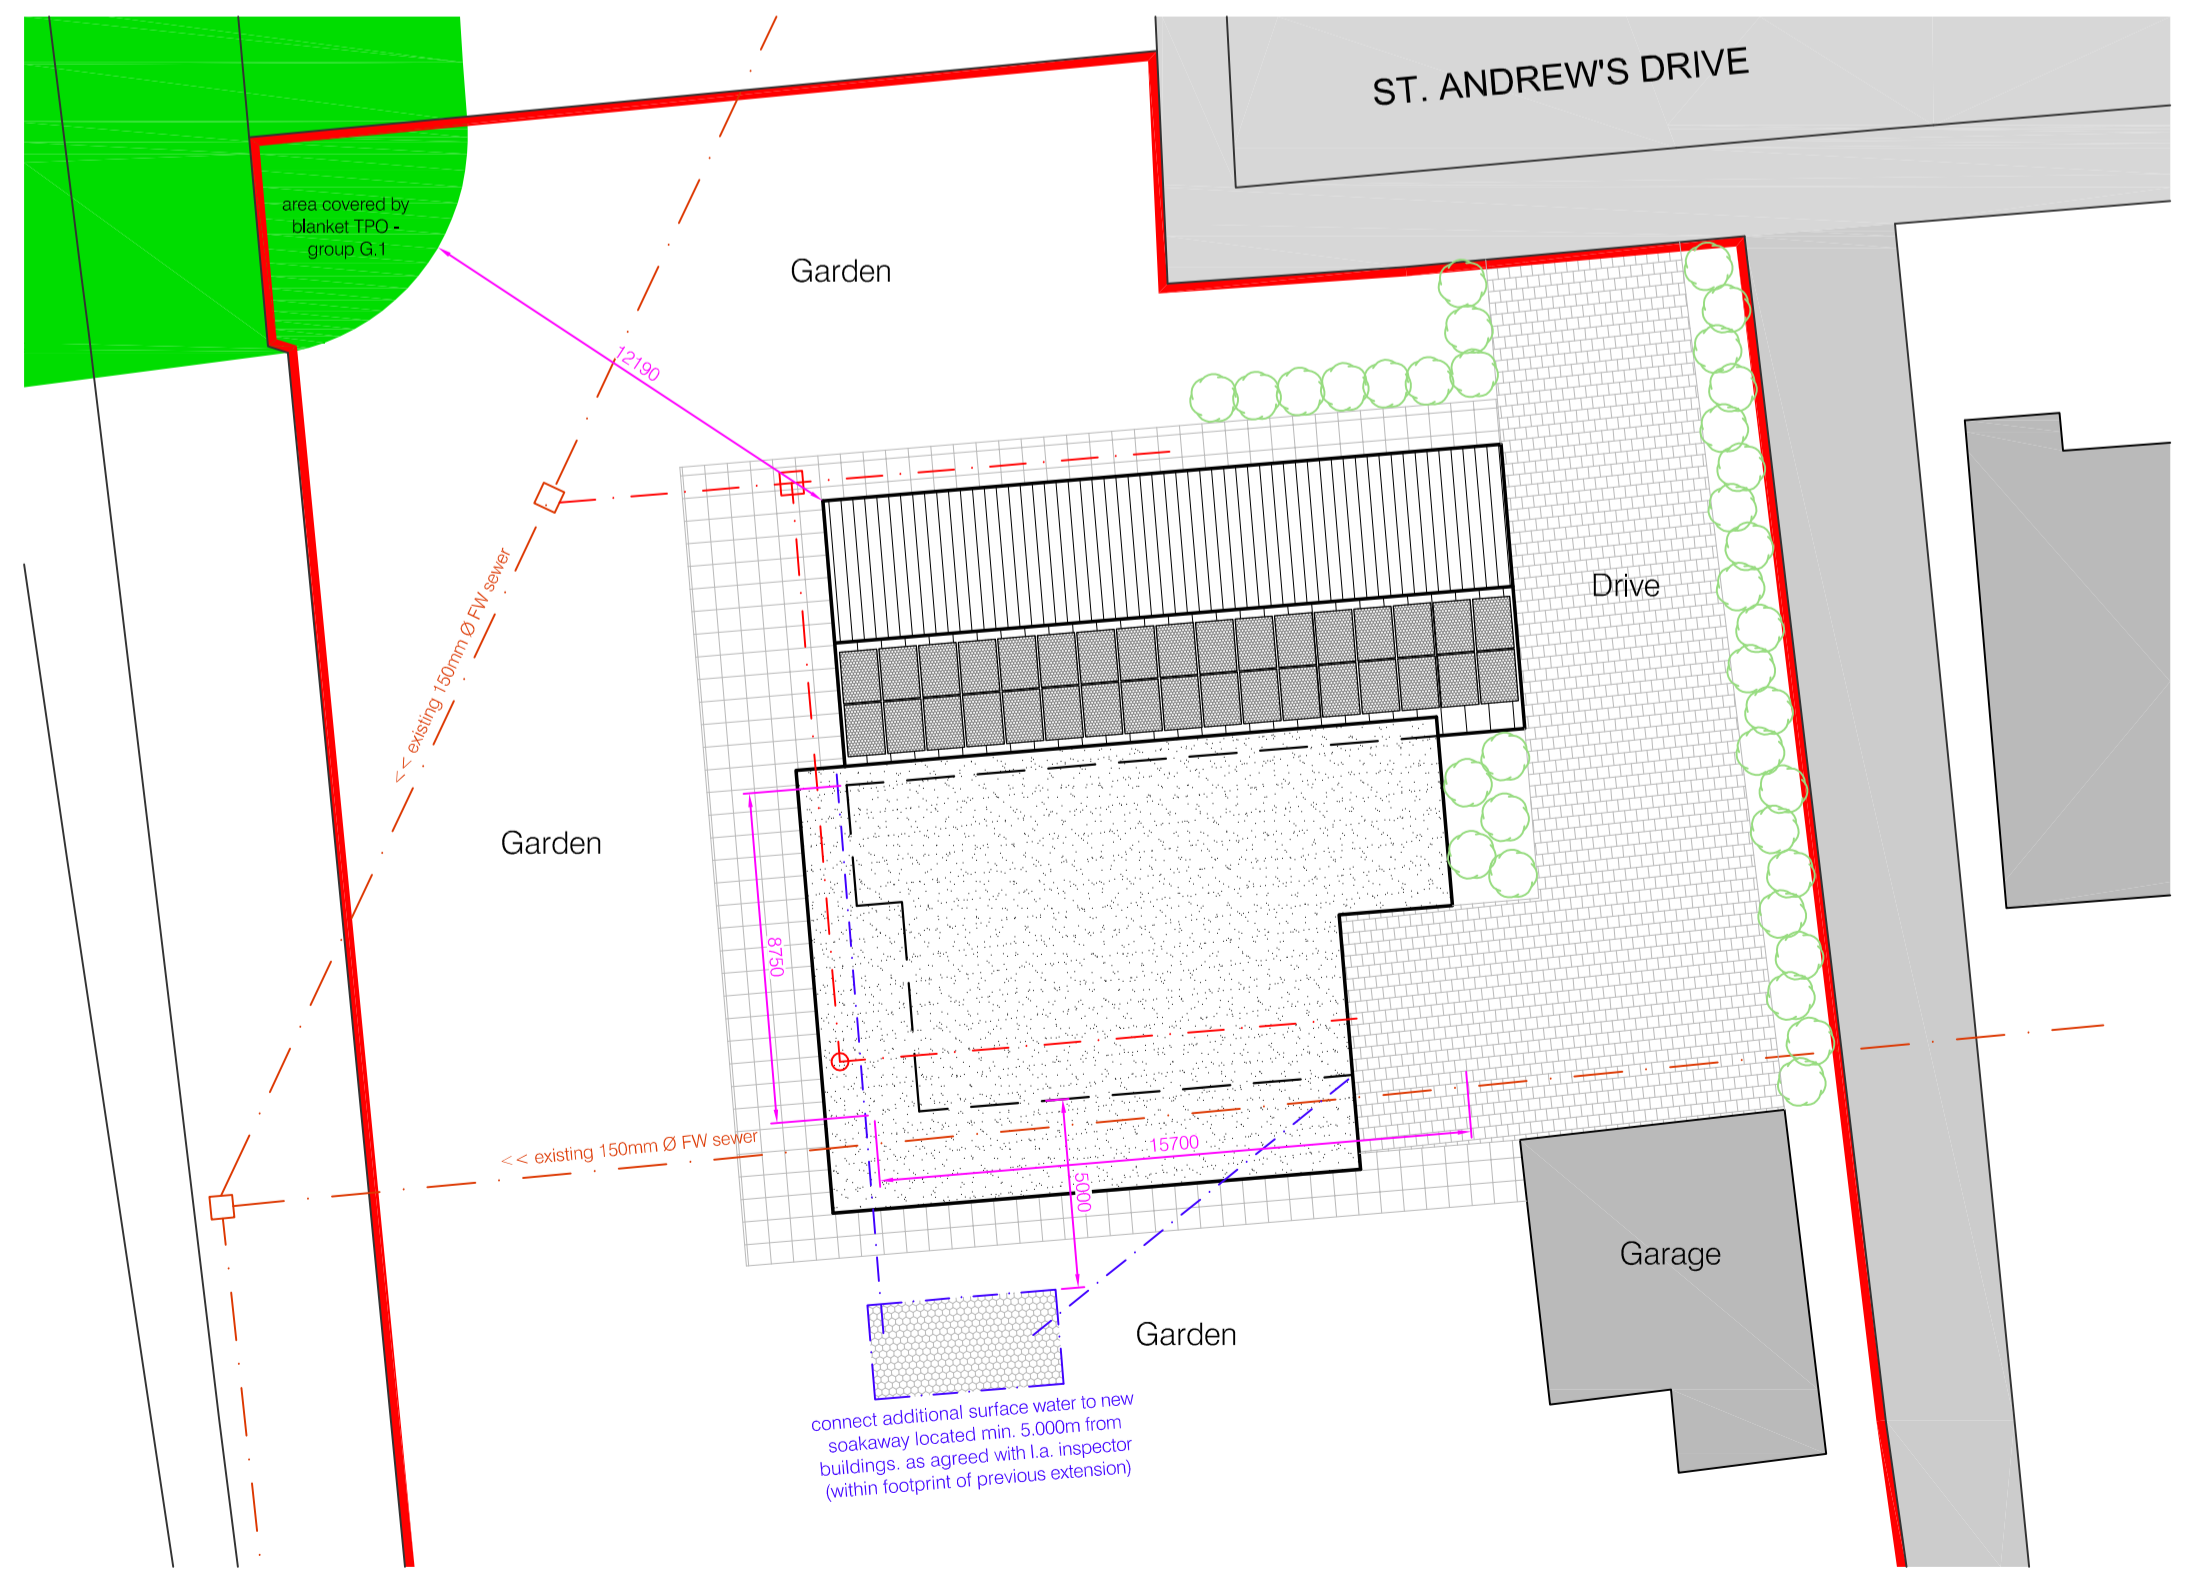 ST. ANDREW'S DRIVE
area covered by
blanket TPO -
group G.1
Garden
12190
<< existing 150mm Ø FW sewer
Drive
Garden
8750
<< existing 150mm Ø FW sewer
15700
5000
Garage
Garden
connect additional surface water to new
soakaway located min. 5.000m from
buildings. as agreed with l.a. inspector
(within footprint of previous extension)